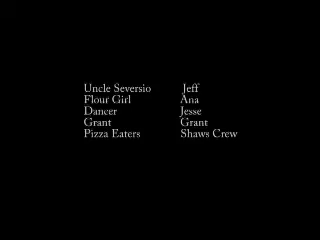 Uncle Seversio Jeff
Flour Girl Ana
Dancer Jesse
Grant Grant
Pizza Eaters Shaws Crew